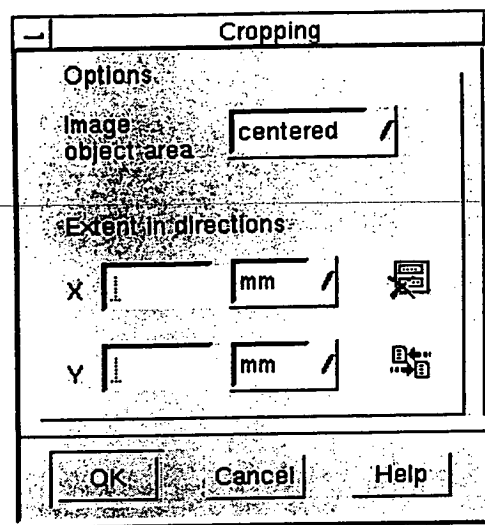 Cropping
Options
Image
object area
centered
Extent in directions
X
mm
Y
mm
OK
Cancel
Help